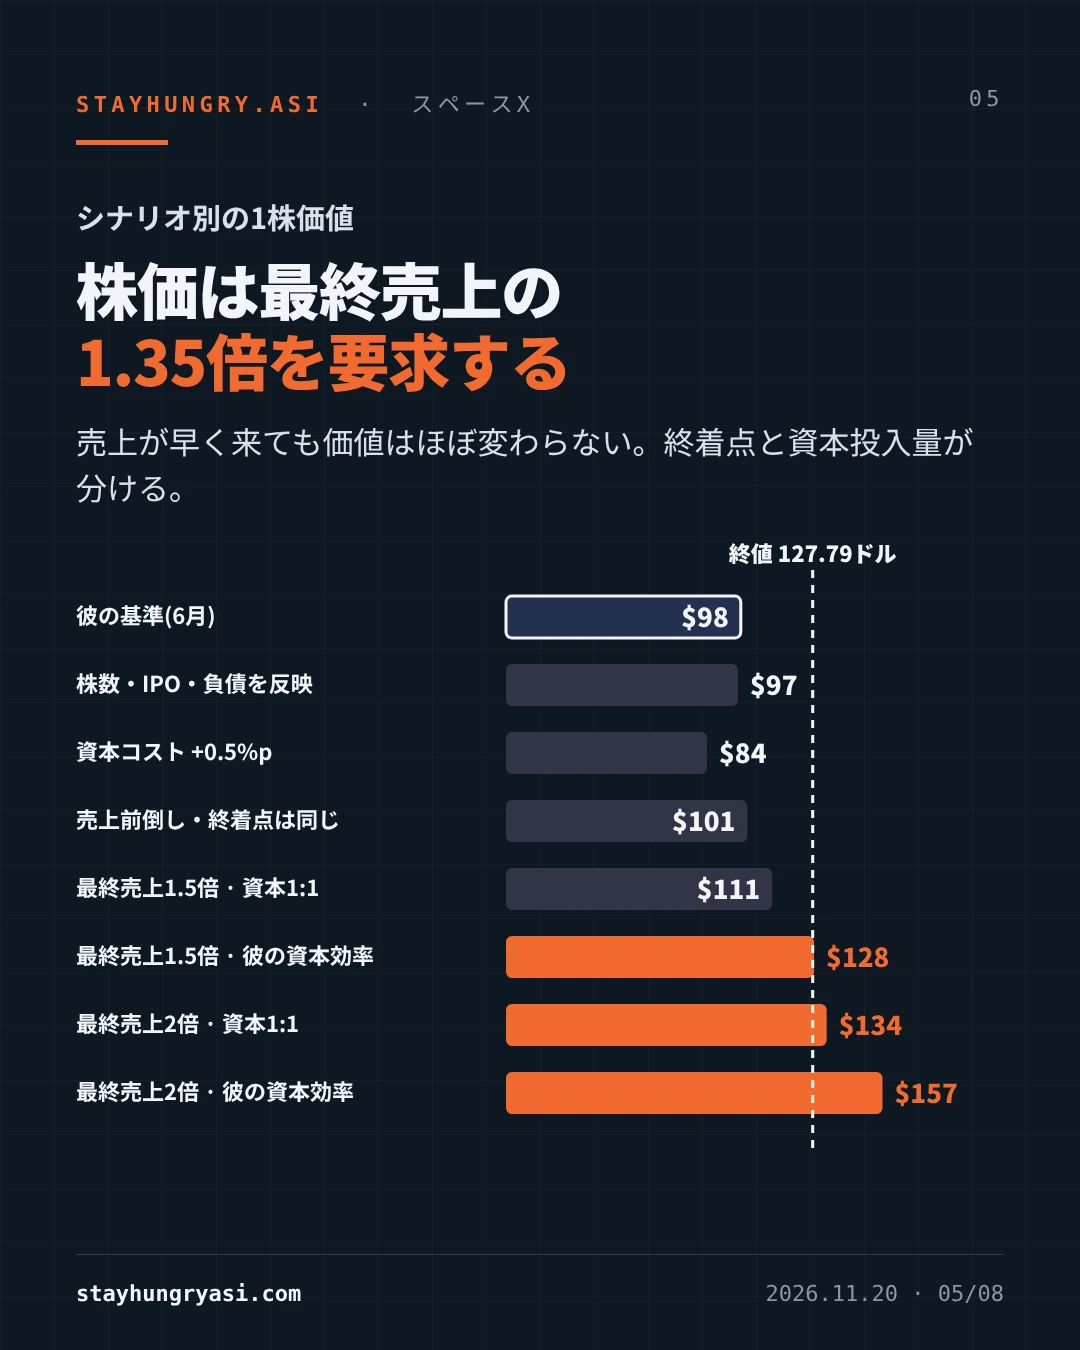 STAYHUNGRY.ASI · スペースX
05
シナリオ別の1株価値
株価は最終売上の
1.35倍を要求する
売上が早く来ても価値はほぼ変わらない。終着点と資本投入量が
分ける。
終値 127.79ドル
彼の基準(6月) $98
株数・IPO・負債を反映 $97
資本コスト +0.5%p $84
売上前倒し・終着点は同じ $101
最終売上1.5倍 · 資本1:1 $111
最終売上1.5倍 · 彼の資本効率 $128
最終売上2倍 · 資本1:1 $134
最終売上2倍 · 彼の資本効率 $157
stayhungryasi.com
2026.11.20 · 05/08